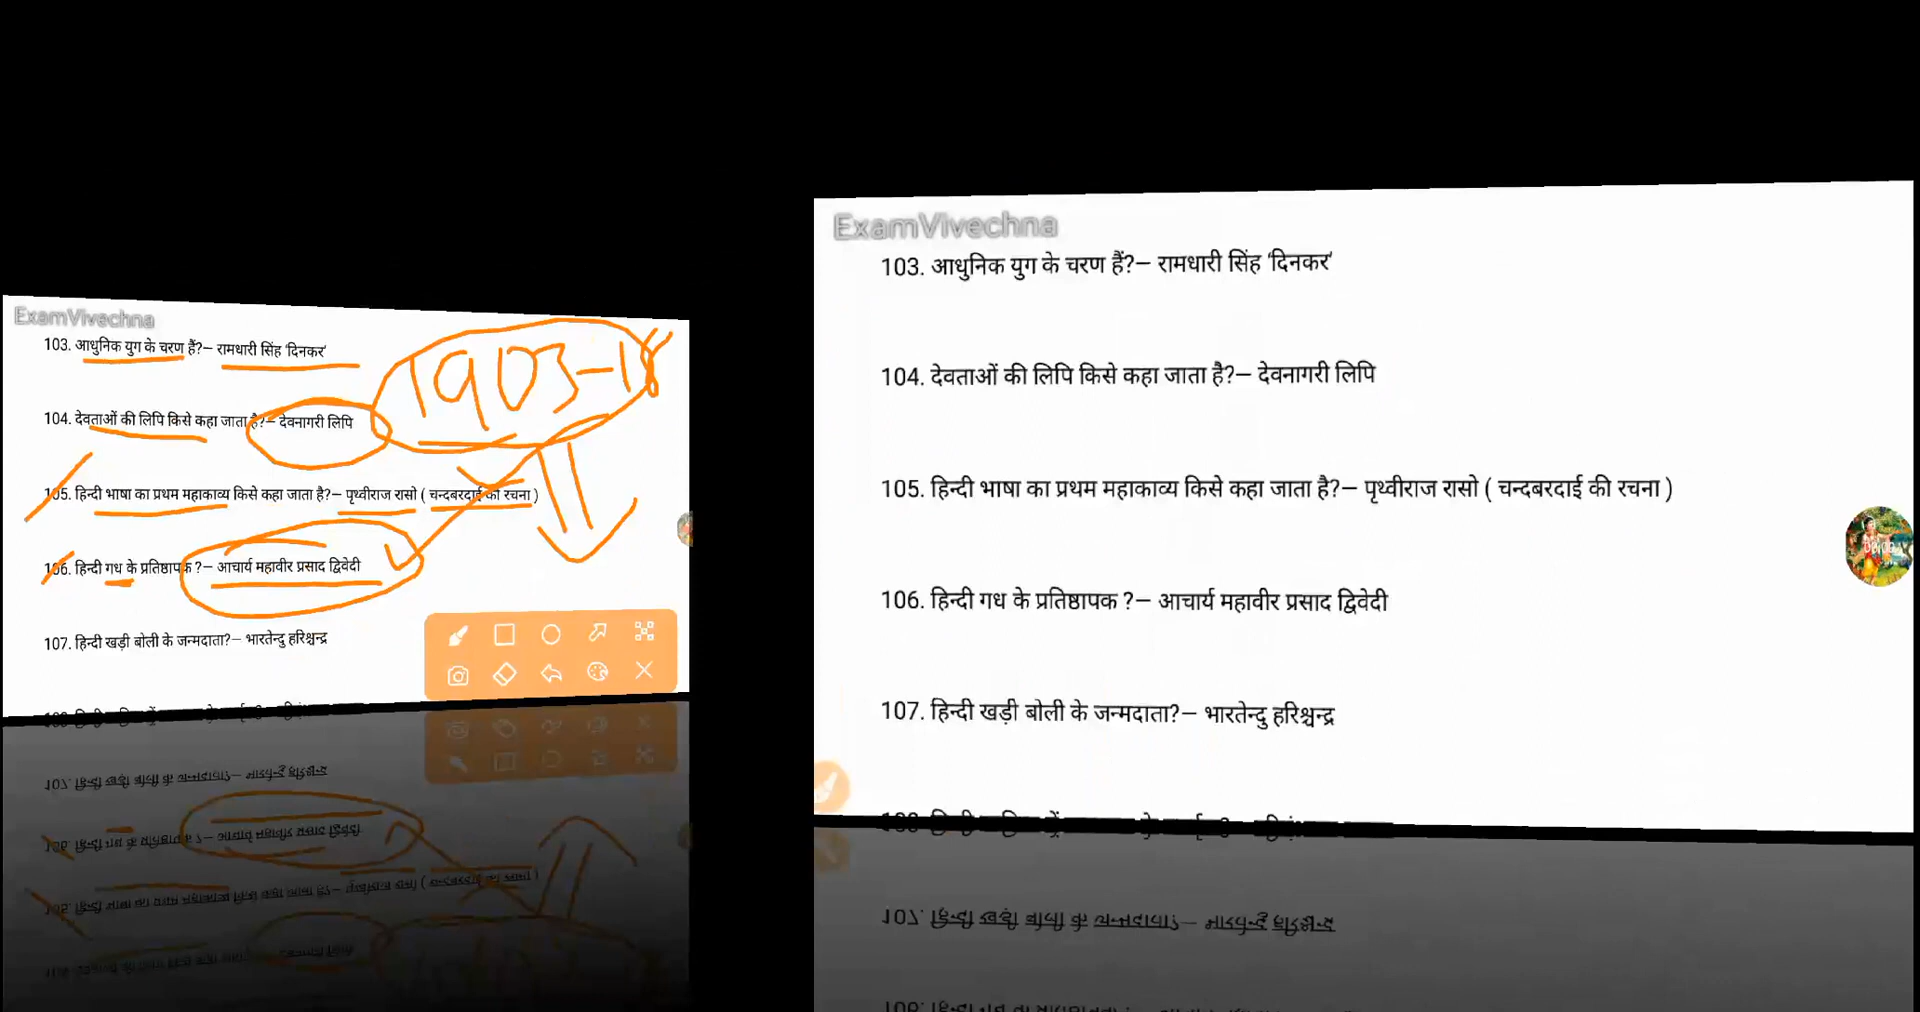 ExamVivechna
103. आधुनिक युग के चरण हैं?– रामधारी सिंह 'दिनकर'
1903-18
104. देवताओं की लिपि किसे कहा जाता है?– देवनागरी लिपि
105. हिन्दी भाषा का प्रथम महाकाव्य किसे कहा जाता है?– पृथ्वीराज रासो ( चन्दबरदाई की रचना )
106. हिन्दी गध के प्रतिष्ठापक ?– आचार्य महावीर प्रसाद द्विवेदी
107. हिन्दी खड़ी बोली के जन्मदाता?– भारतेन्दु हरिश्चन्द्र
ExamVivechna
103. आधुनिक युग के चरण हैं?– रामधारी सिंह 'दिनकर'
104. देवताओं की लिपि किसे कहा जाता है?– देवनागरी लिपि
105. हिन्दी भाषा का प्रथम महाकाव्य किसे कहा जाता है?– पृथ्वीराज रासो ( चन्दबरदाई की रचना )
106. हिन्दी गध के प्रतिष्ठापक ?– आचार्य महावीर प्रसाद द्विवेदी
107. हिन्दी खड़ी बोली के जन्मदाता?– भारतेन्दु हरिश्चन्द्र